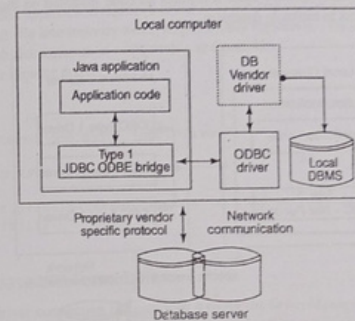 Local computer
Java application
Application code
Type 1
JDBC ODBE bridge
DB
Vendor
driver
ODBC
driver
Local
DBMS
Proprietary vendor
specific protocol
Network
communication
Database server